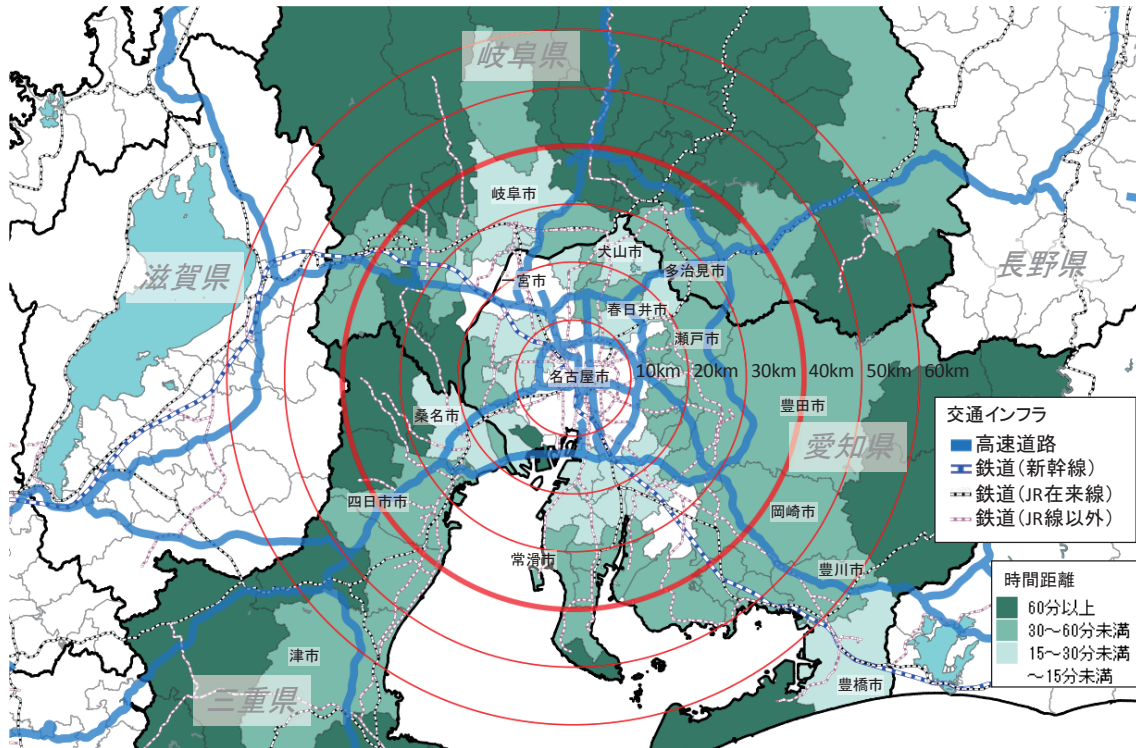 岐阜県
岐阜市
犬山市
滋賀県
多治見市
長野県
一宮市
春日井市
瀬戸市
名古屋市
10km
20km
30km
40km
50km
60km
桑名市
豊田市
愛知県
四日市市
岡崎市
常滑市
豊川市
津市
三重県
豊橋市
交通インフラ
高速道路
鉄道(新幹線)
鉄道(JR在来線)
鉄道(JR線以外)
時間距離
60分以上
30～60分未満
15～30分未満
～15分未満